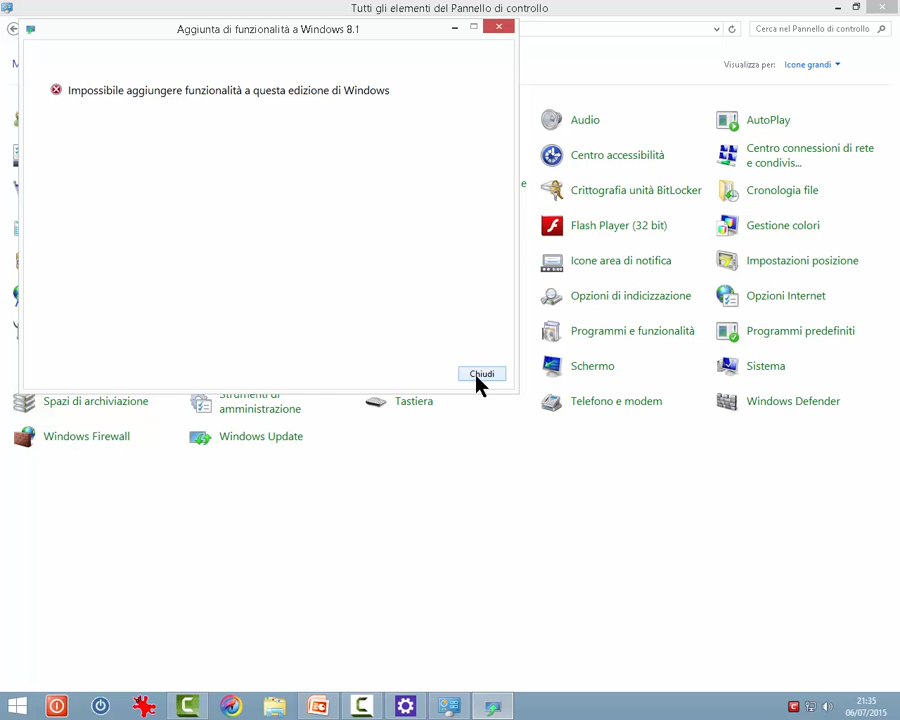 Tutti gli elementi del Pannello di controllo
Aggiunta di funzionalità a Windows 8.1
Cerca nel Pannello di controllo
Visualizza per: Icone grandi
Impossibile aggiungere funzionalità a questa edizione di Windows
Audio
AutoPlay
Centro accessibilità
Centro connessioni di rete
e condivis...
Crittografia unità BitLocker
Cronologia file
Flash Player (32 bit)
Gestione colori
Icone area di notifica
Impostazioni posizione
Opzioni di indicizzazione
Opzioni Internet
Programmi e funzionalità
Programmi predefiniti
Schermo
Sistema
Chiudi
Spazi di archiviazione
Strumenti di
amministrazione
Tastiera
Telefono e modem
Windows Defender
Windows Firewall
Windows Update
21:35
06/07/2015